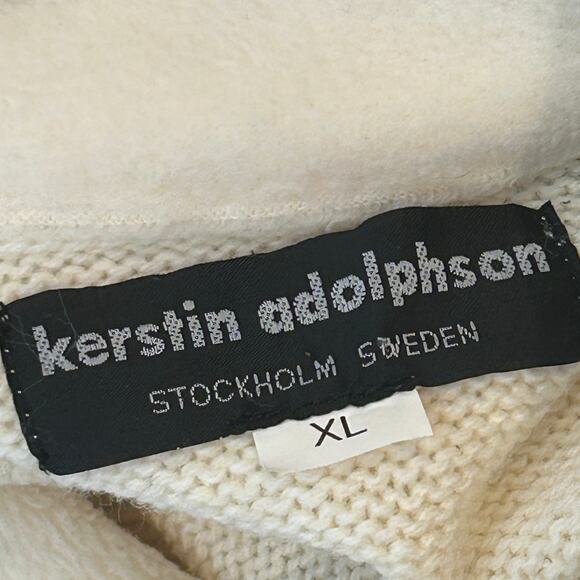 kerstin adolphson
STOCKHOLM SWEDEN
XL